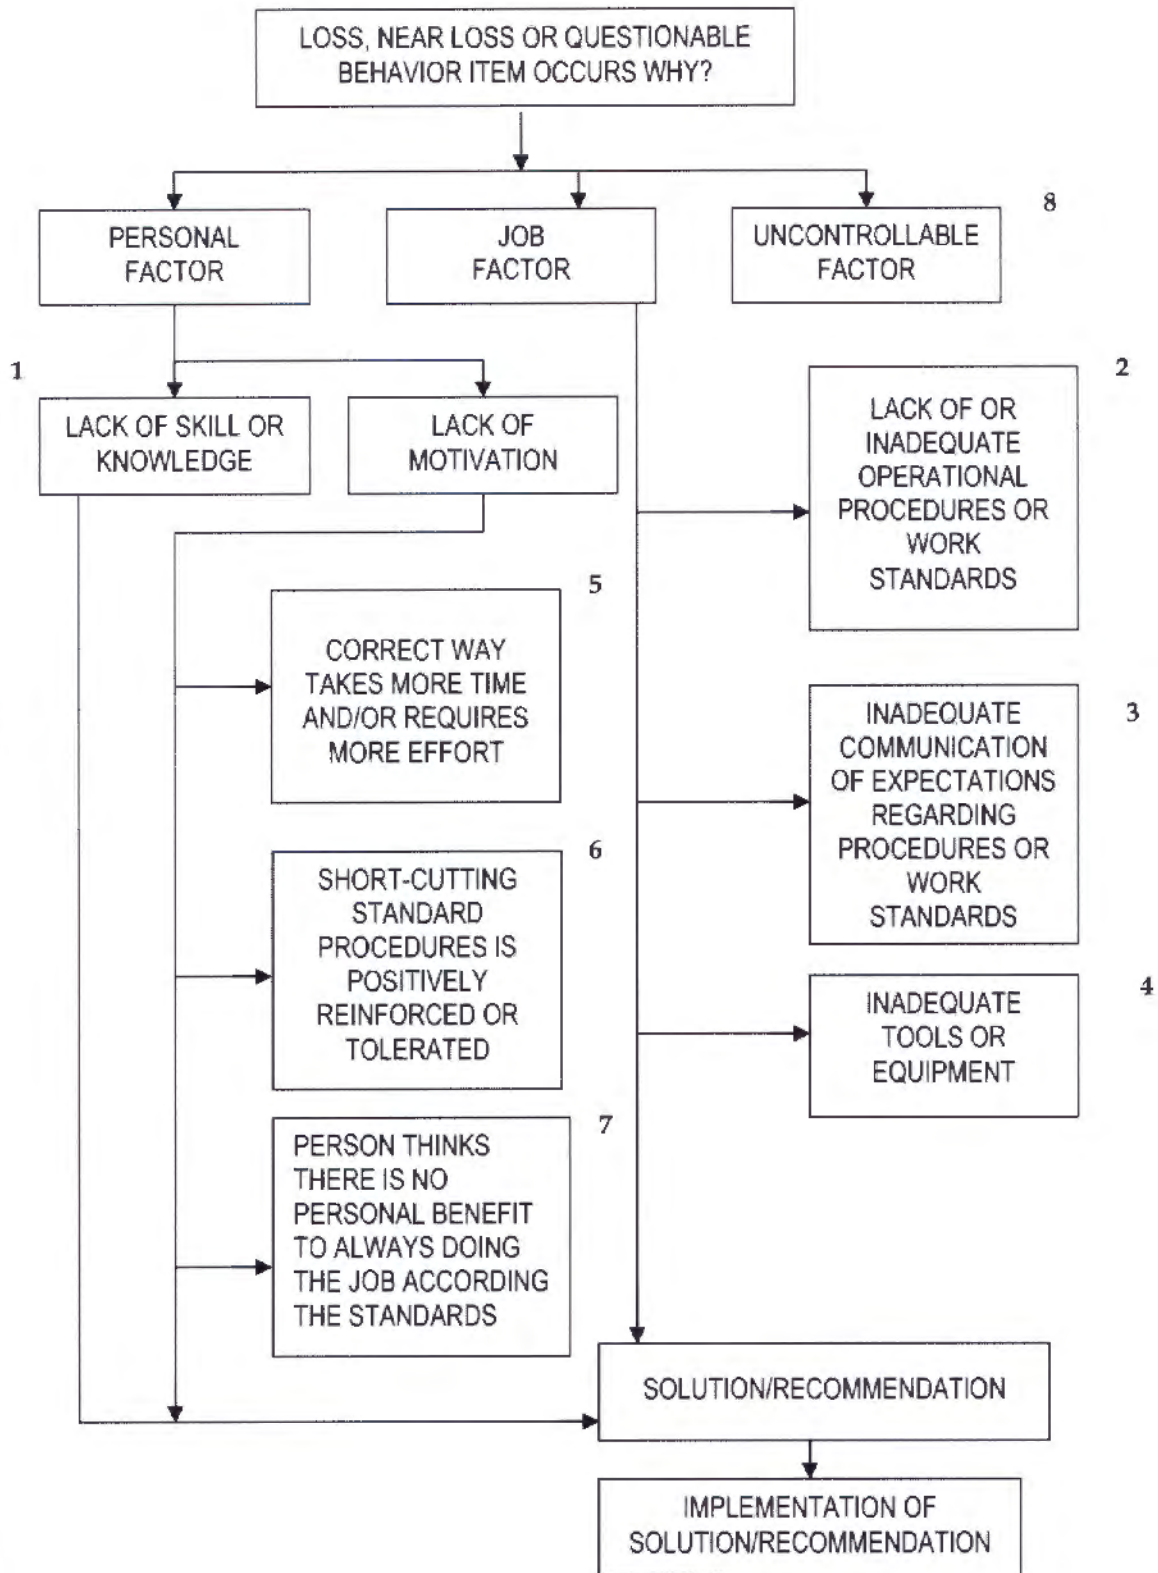 LOSS, NEAR LOSS OR QUESTIONABLE
BEHAVIOR ITEM OCCURS WHY?
8
PERSONAL
FACTOR
JOB
FACTOR
UNCONTROLLABLE
FACTOR
1
LACK OF SKILL OR
KNOWLEDGE
LACK OF
MOTIVATION
2
LACK OF OR
INADEQUATE
OPERATIONAL
PROCEDURES OR
WORK
STANDARDS
5
CORRECT WAY
TAKES MORE TIME
AND/OR REQUIRES
MORE EFFORT
3
INADEQUATE
COMMUNICATION
OF EXPECTATIONS
REGARDING
PROCEDURES OR
WORK
STANDARDS
6
SHORT-CUTTING
STANDARD
PROCEDURES IS
POSITIVELY
REINFORCED OR
TOLERATED
4
INADEQUATE
TOOLS OR
EQUIPMENT
7
PERSON THINKS
THERE IS NO
PERSONAL BENEFIT
TO ALWAYS DOING
THE JOB ACCORDING
THE STANDARDS
SOLUTION/RECOMMENDATION
IMPLEMENTATION OF
SOLUTION/RECOMMENDATION